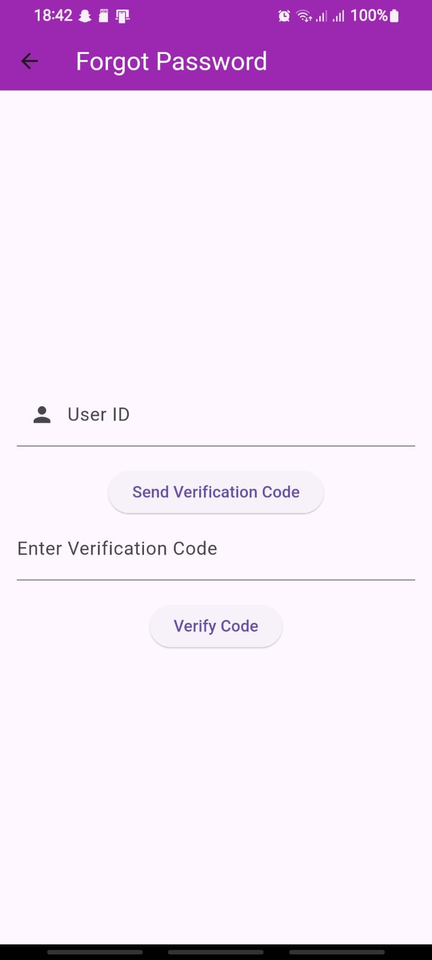 18:42
100%
Forgot Password
User ID
Send Verification Code
Enter Verification Code
Verify Code